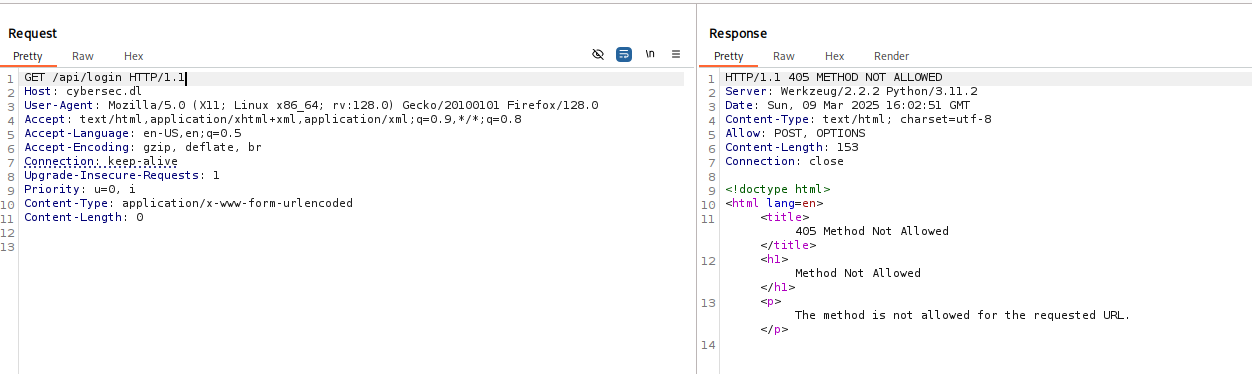 Request
Pretty Raw Hex
\n
1 GET /api/login HTTP/1.1
2 Host: cybersec.dl
3 User-Agent: Mozilla/5.0 (X11; Linux x86_64; rv:128.0) Gecko/20100101 Firefox/128.0
4 Accept: text/html,application/xhtml+xml,application/xml;q=0.9,*/*;q=0.8
5 Accept-Language: en-US,en;q=0.5
6 Accept-Encoding: gzip, deflate, br
7 Connection: keep-alive
8 Upgrade-Insecure-Requests: 1
9 Priority: u=0, i
10 Content-Type: application/x-www-form-urlencoded
11 Content-Length: 0
12
13
Response
Pretty Raw Hex Render
1 HTTP/1.1 405 METHOD NOT ALLOWED
2 Server: Werkzeug/2.2.2 Python/3.11.2
3 Date: Sun, 09 Mar 2025 16:02:51 GMT
4 Content-Type: text/html; charset=utf-8
5 Allow: POST, OPTIONS
6 Content-Length: 153
7 Connection: close
8
9 <!doctype html>
10 <html lang=en>
11 <title>
405 Method Not Allowed
</title>
12 <h1>
Method Not Allowed
</h1>
13 <p>
The method is not allowed for the requested URL.
</p>
14